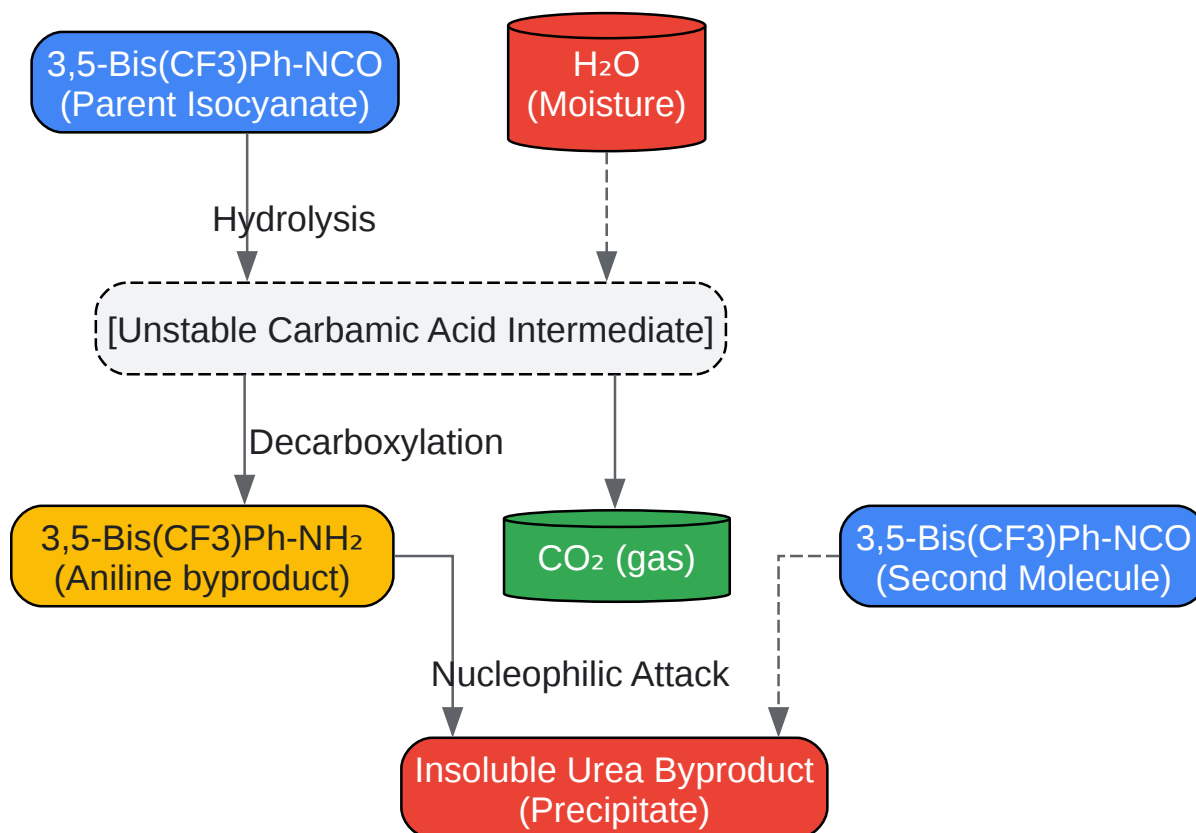 3,5-Bis(CF3)Ph-NCO
(Parent Isocyanate)
H₂O
(Moisture)
Hydrolysis
[Unstable Carbamic Acid Intermediate]
Decarboxylation
3,5-Bis(CF3)Ph-NH₂
(Aniline byproduct)
CO₂ (gas)
3,5-Bis(CF3)Ph-NCO
(Second Molecule)
Nucleophilic Attack
Insoluble Urea Byproduct
(Precipitate)